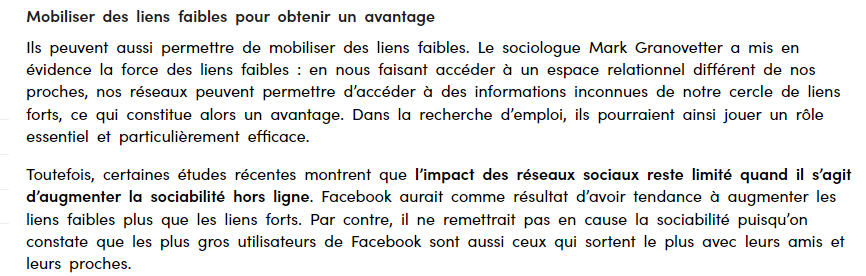 Mobiliser des liens faibles pour obtenir un avantage
Ils peuvent aussi permettre de mobiliser des liens faibles. Le sociologue Mark Granovetter a mis en
évidence la force des liens faibles : en nous faisant accéder à un espace relationnel différent de nos
proches, nos réseaux peuvent permettre d’accéder à des informations inconnues de notre cercle de liens
forts, ce qui constitue alors un avantage. Dans la recherche d’emploi, ils pourraient ainsi jouer un rôle
essentiel et particulièrement efficace.
Toutefois, certaines études récentes montrent que l’impact des réseaux sociaux reste limité quand il s’agit
d’augmenter la sociabilité hors ligne. Facebook aurait comme résultat d’avoir tendance à augmenter les
liens faibles plus que les liens forts. Par contre, il ne remettrait pas en cause la sociabilité puisqu’on
constate que les plus gros utilisateurs de Facebook sont aussi ceux qui sortent le plus avec leurs amis et
leurs proches.